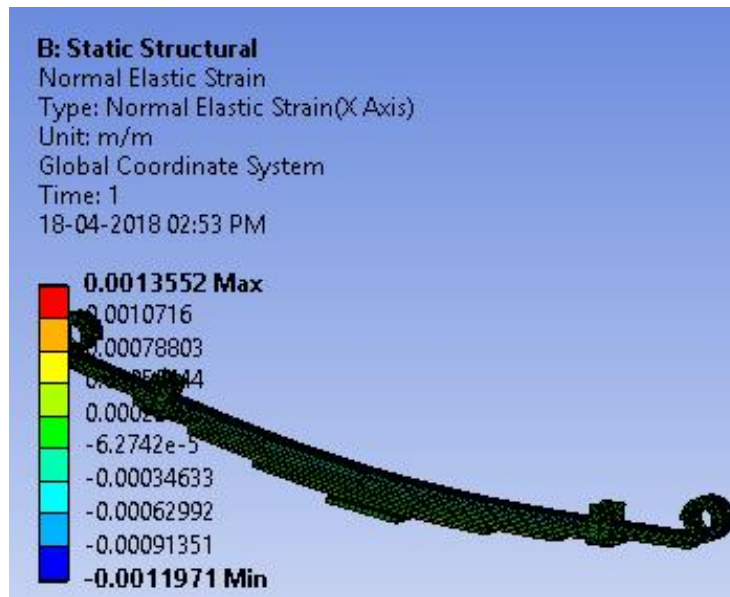 B: Static Structural
Normal Elastic Strain
Type: Normal Elastic Strain(X Axis)
Unit: m/m
Global Coordinate System
Time: 1
18-04-2018 02:53 PM
0.0013552 Max
0.0010716
0.00078803
-6.2742e-5
-0.00034633
-0.00062992
-0.00091351
-0.0011971 Min